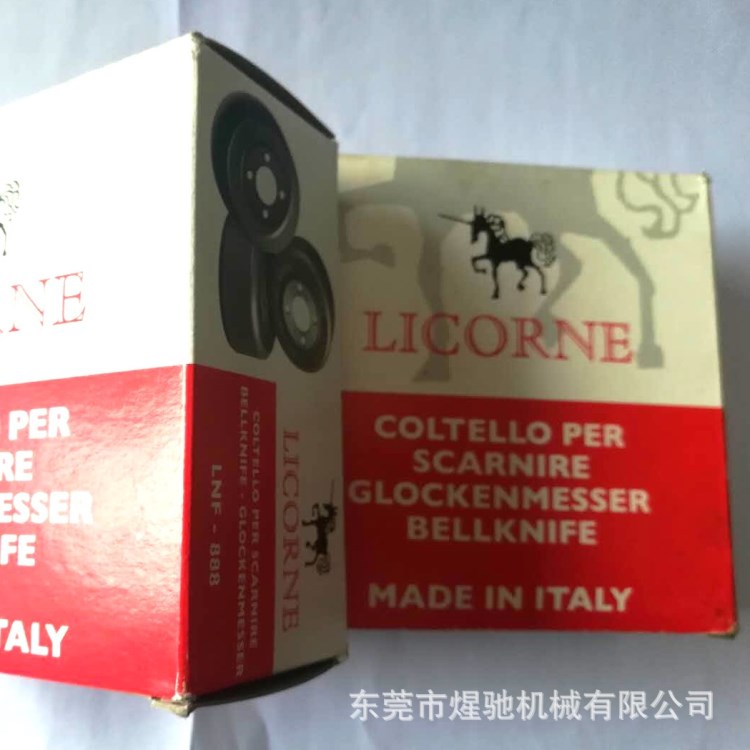 RNE
PER
RE
ESSER
FE
TALY
LICORNE
COLTELLO PER SCARNIRE
BELLKNIFE - GLOCKENMESSER
LNF - 888
LICORNE
COLTELLO PER
SCARNIRE
GLOCKENMESSER
BELLKNIFE
MADE IN ITALY
东莞市煋驰机械有限公司